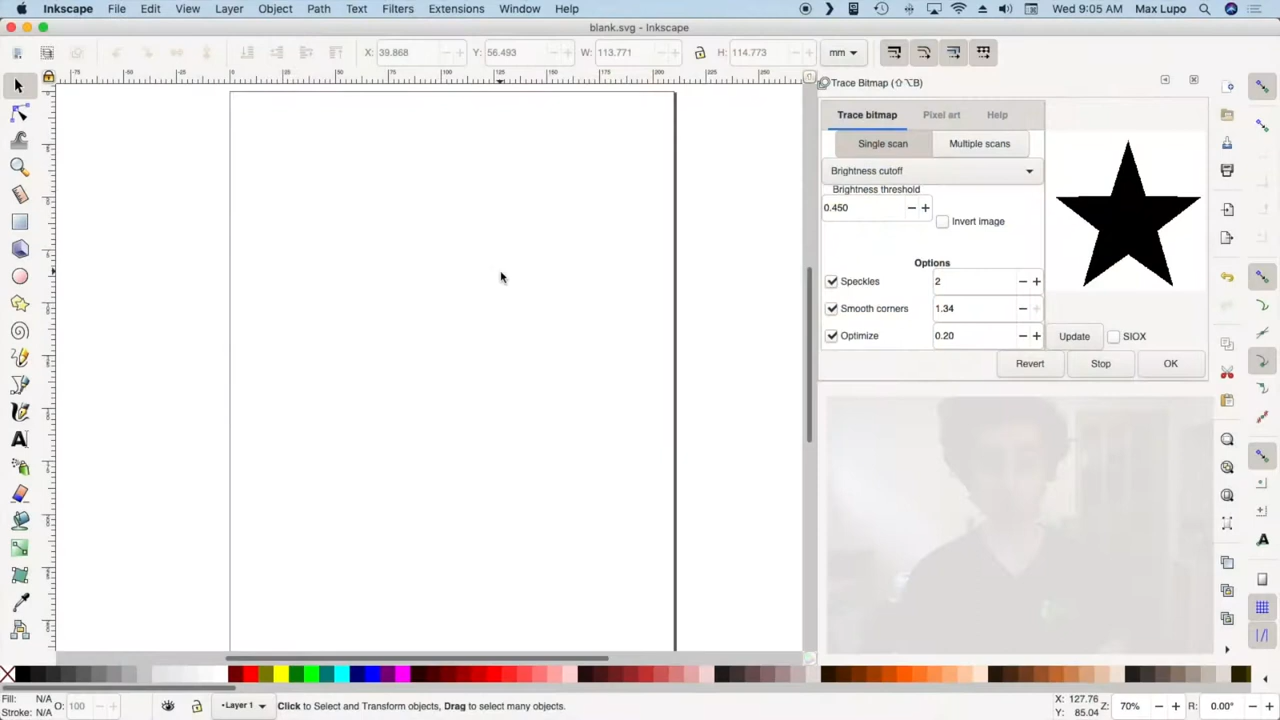 Inkscape File Edit View Layer Object Path Text Filters Extensions Window Help Wed 9:05 AM Max Lupo
blank.svg - Inkscape
X: 39.868 Y: 56.493 W: 113.771 H: 114.773 mm
Trace Bitmap (⇧⌥B)
Trace bitmap Pixel art Help
Single scan Multiple scans
Brightness cutoff
Brightness threshold
0.450
Invert image
Options
Speckles 2
Smooth corners 1.34
Optimize 0.20 Update SIOX
Revert Stop OK
Fill: N/A
Stroke: N/A
O: 100
•Layer 1
Click to Select and Transform objects, Drag to select many objects.
X: 127.76
Y: 85.04
Z: 70% R: 0.00°